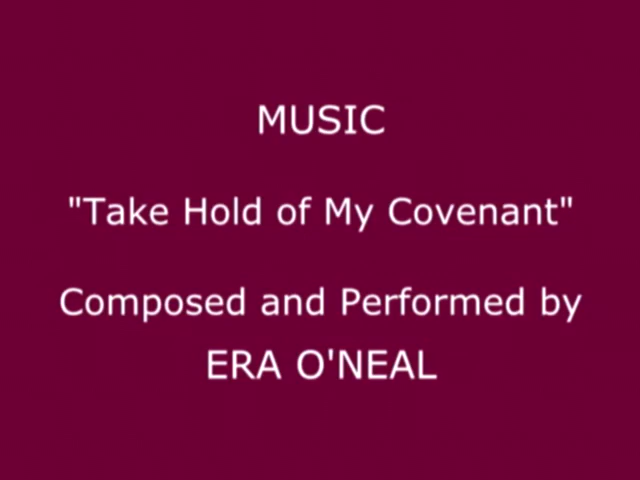 MUSIC
"Take Hold of My Covenant"
Composed and Performed by
ERA O'NEAL